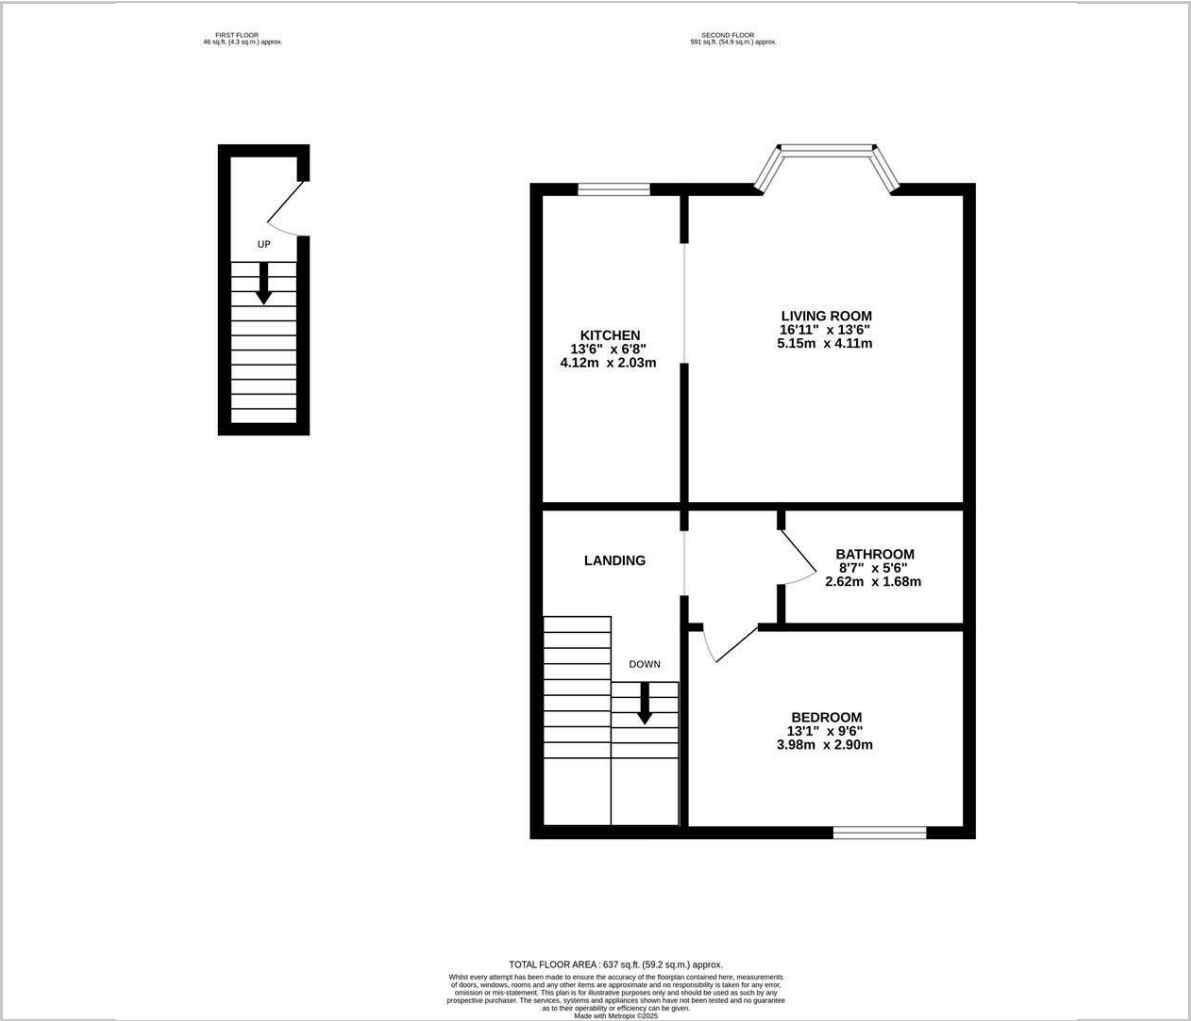 FIRST FLOOR
46 sq.ft. (4.3 sq.m.) approx.
SECOND FLOOR
591 sq.ft. (54.9 sq.m.) approx.
UP
KITCHEN
13'6" x 6'8"
4.12m x 2.03m
LIVING ROOM
16'11" x 13'6"
5.15m x 4.11m
LANDING
BATHROOM
8'7" x 5'6"
2.62m x 1.68m
DOWN
BEDROOM
13'1" x 9'6"
3.98m x 2.90m
TOTAL FLOOR AREA : 637 sq.ft. (59.2 sq.m.) approx.
Whilst every attempt has been made to ensure the accuracy of the floorplan contained here, measurements
of doors, windows, rooms and any other items are approximate and no responsibility is taken for any error,
omission or mis-statement. This plan is for illustrative purposes only and should be used as such by any
prospective purchaser. The services, systems and appliances shown have not been tested and no guarantee
as to their operability or efficiency can be given.
Made with Metropix ©2025